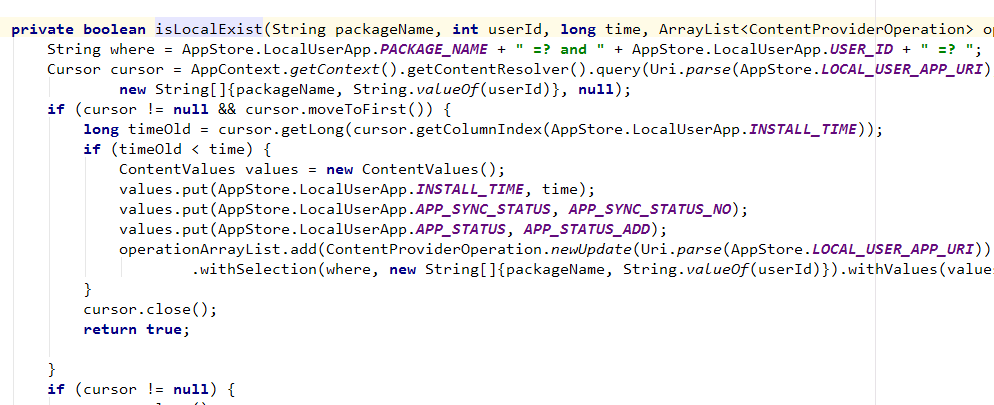 private boolean isLocalExist(String packageName, int userId, long time, ArrayList<ContentProviderOperation> o
String where = AppStore.LocalUserApp.PACKAGE_NAME + " =? and " + AppStore.LocalUserApp.USER_ID + " =? ";
Cursor cursor = AppContext.getContext().getContentResolver().query(Uri.parse(AppStore.LOCAL_USER_APP_URI)
new String[]{packageName, String.valueOf(userId)}, null);
if (cursor != null && cursor.moveToFirst()) {
long timeOld = cursor.getLong(cursor.getColumnIndex(AppStore.LocalUserApp.INSTALL_TIME));
if (timeOld < time) {
ContentValues values = new ContentValues();
values.put(AppStore.LocalUserApp.INSTALL_TIME, time);
values.put(AppStore.LocalUserApp.APP_SYNC_STATUS, APP_SYNC_STATUS_NO);
values.put(AppStore.LocalUserApp.APP_STATUS, APP_STATUS_ADD);
operationArrayList.add(ContentProviderOperation.newUpdate(Uri.parse(AppStore.LOCAL_USER_APP_URI))
.withSelection(where, new String[]{packageName, String.valueOf(userId)}).withValues(value
}
cursor.close();
return true;
}
if (cursor != null) {